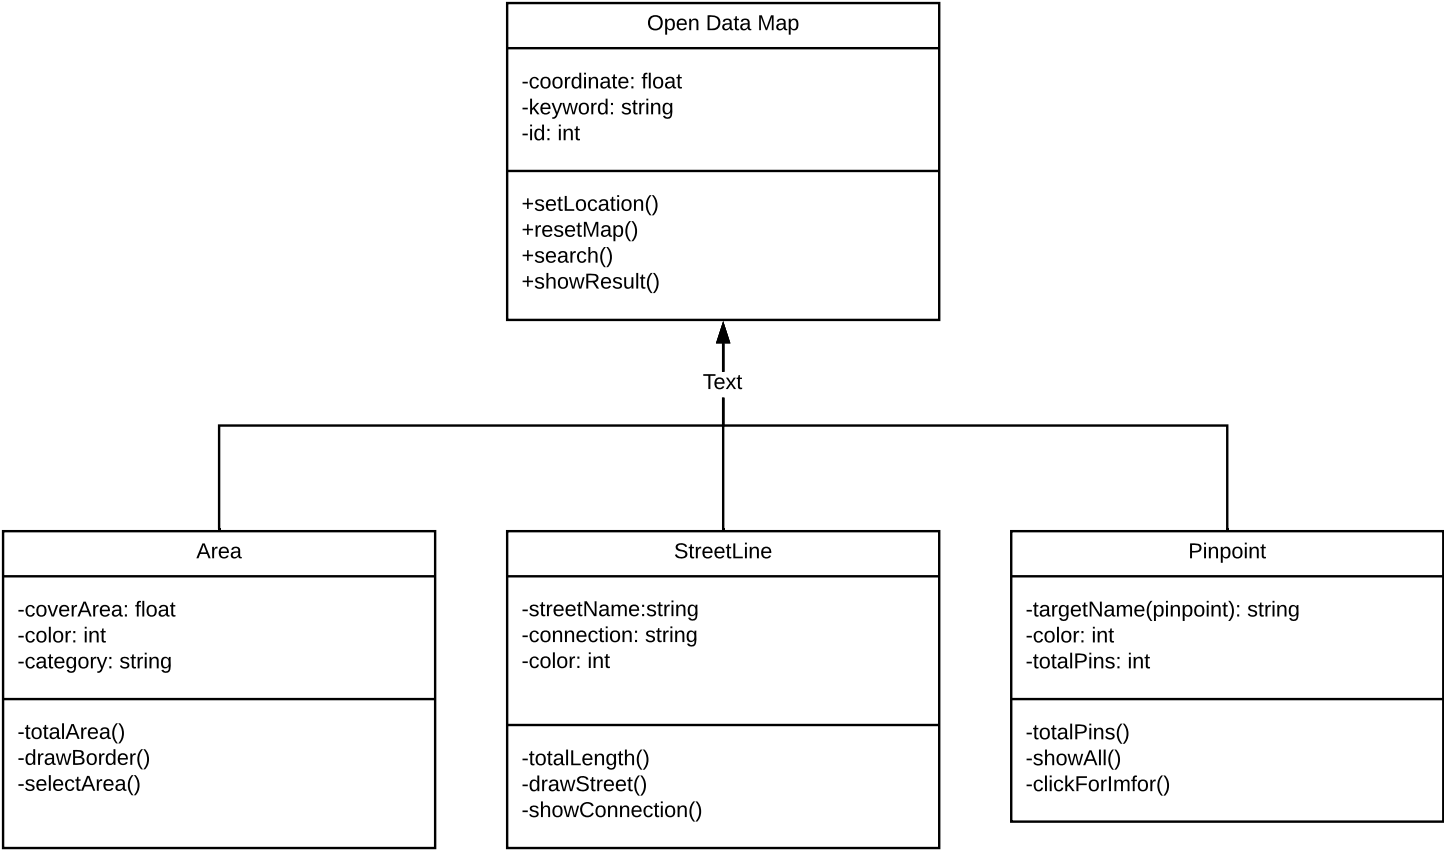 Open Data Map
-coordinate: float
-keyword: string
-id: int
+setLocation()
+resetMap()
+search()
+showResult()
Text
Area
-coverArea: float
-color: int
-category: string
-totalArea()
-drawBorder()
-selectArea()
StreetLine
-streetName:string
-connection: string
-color: int
-totalLength()
-drawStreet()
-showConnection()
Pinpoint
-targetName(pinpoint): string
-color: int
-totalPins: int
-totalPins()
-showAll()
-clickForImfor()